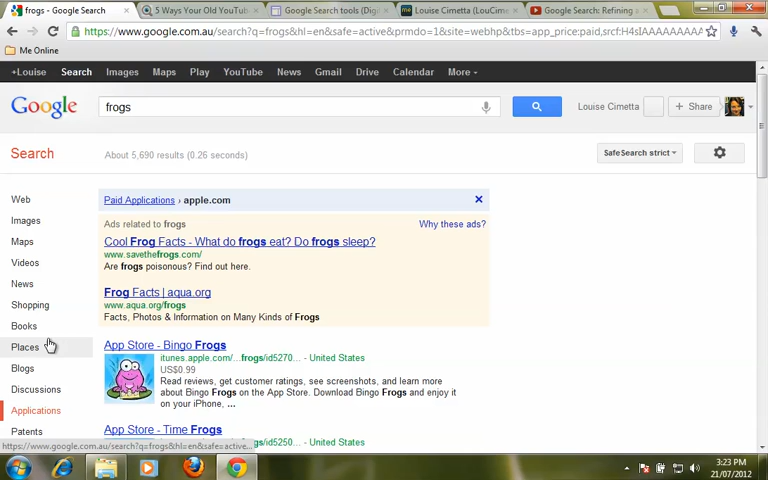 frogs - Google Search
5 Ways Your Old YouTu
Google Search tools (Digi
Louise Cimetta (LouCime
Google Search: Refining a
https://www.google.com.au/search?q=frogs&hl=en&safe=active&prmdo=1&site=webhp&tbs=app_price:paid,srcf:H4sIAAAAAAAA
Me Online
+Louise Search Images Maps Play YouTube News Gmail Drive Calendar More
Google
frogs
Louise Cimetta
+ Share
Search
About 5,690 results (0.26 seconds)
SafeSearch strict
Web
Images
Maps
Videos
News
Shopping
Books
Places
Blogs
Discussions
Applications
Patents
Paid Applications › apple.com
Ads related to frogs
Why these ads?
Cool Frog Facts - What do frogs eat? Do frogs sleep?
www.savethefrogs.com/
Are frogs poisonous? Find out here.
Frog Facts | aqua.org
www.aqua.org/frogs
Facts, Photos & Information on Many Kinds of Frogs
App Store - Bingo Frogs
itunes.apple.com/...frogs/id5270... - United States
US$0.99
Read reviews, get customer ratings, see screenshots, and learn more
about Bingo Frogs on the App Store. Download Bingo Frogs and enjoy it
on your iPhone, ...
App Store - Time Frogs
itunes.apple.com/...frogs/id5250... - United States
https://www.google.com.au/search?q=frogs&hl=en&safe=active...
3:23 PM
21/07/2012